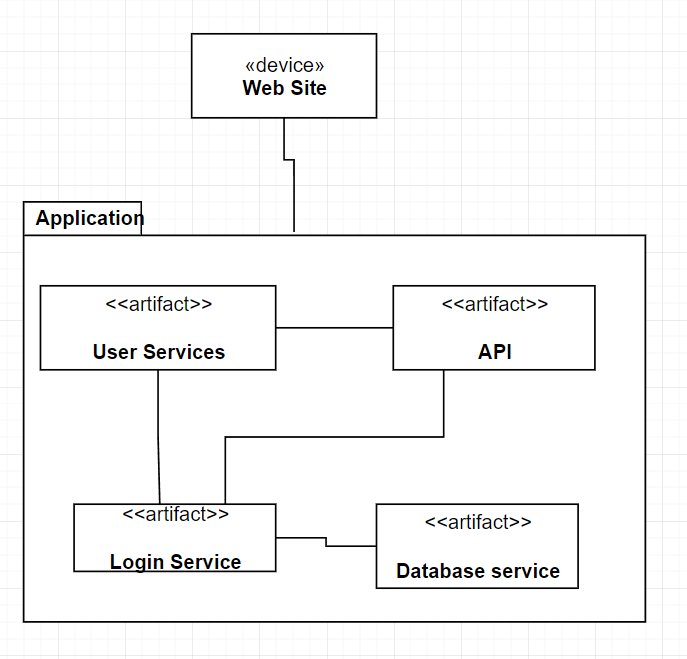 «device»
Web Site
Application
<<artifact>>
User Services
<<artifact>>
API
<<artifact>>
Login Service
<<artifact>>
Database service